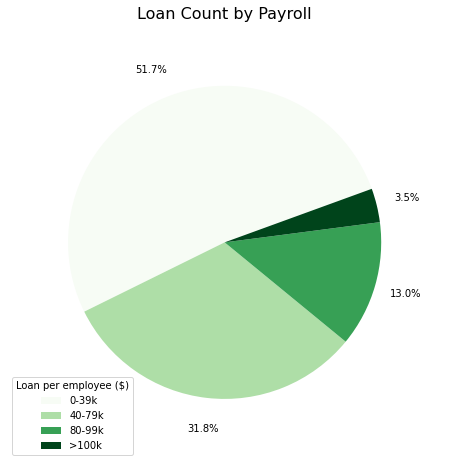 Loan Count by Payroll
51.7%
3.5%
13.0%
31.8%
Loan per employee ($)
0-39k
40-79k
80-99k
>100k